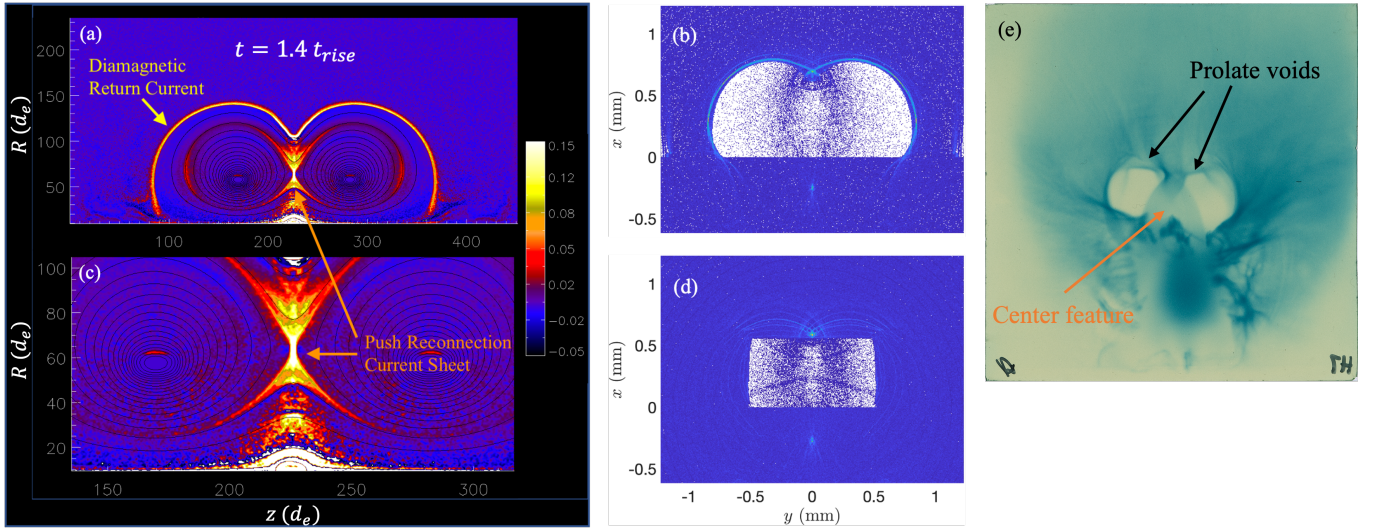 (a)
t = 1.4 t_rise
Diamagnetic
Return Current
R (d_e)
200
150
100
50
100
200
300
400
0.15
0.12
0.10
0.08
0.06
0.05
0.02
-0.02
-0.05
(c)
Push Reconnection
Current Sheet
R (d_e)
100
80
60
40
20
150
200
250
300
z (d_e)
(b)
x (mm)
1
0.5
0
-0.5
(d)
x (mm)
1
0.5
0
-0.5
-1
-0.5
0
0.5
1
y (mm)
(e)
Prolate voids
Center feature